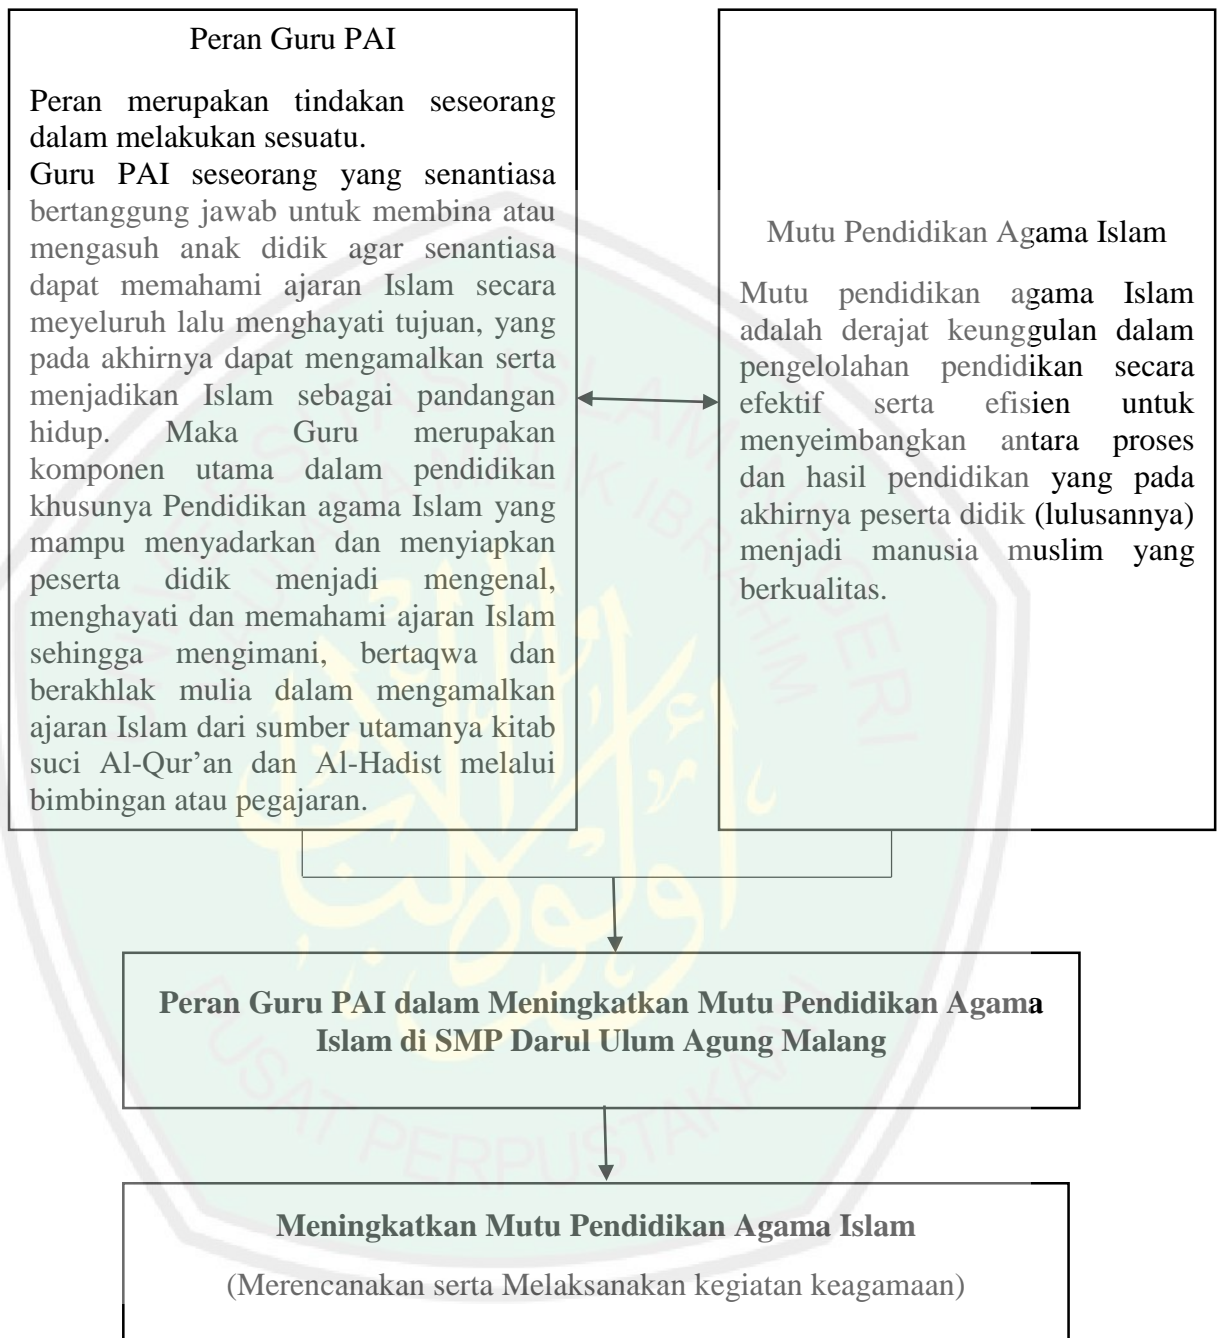 Peran Guru PAI
Peran merupakan tindakan seseorang
dalam melakukan sesuatu.
Guru PAI seseorang yang senantiasa
bertanggung jawab untuk membina atau
mengasuh anak didik agar senantiasa
dapat memahami ajaran Islam secara
meyeluruh lalu menghayati tujuan, yang
pada akhirnya dapat mengamalkan serta
menjadikan Islam sebagai pandangan
hidup. Maka Guru merupakan
komponen utama dalam pendidikan
khusunya Pendidikan agama Islam yang
mampu menyadarkan dan menyiapkan
peserta didik menjadi mengenal,
menghayati dan memahami ajaran Islam
sehingga mengimani, bertaqwa dan
berakhlak mulia dalam mengamalkan
ajaran Islam dari sumber utamanya kitab
suci Al-Qur’an dan Al-Hadist melalui
bimbingan atau pegajaran.
Mutu Pendidikan Agama Islam
Mutu pendidikan agama Islam
adalah derajat keunggulan dalam
pengelolahan pendidikan secara
efektif serta efisien untuk
menyeimbangkan antara proses
dan hasil pendidikan yang pada
akhirnya peserta didik (lulusannya)
menjadi manusia muslim yang
berkualitas.
Peran Guru PAI dalam Meningkatkan Mutu Pendidikan Agama
Islam di SMP Darul Ulum Agung Malang
Meningkatkan Mutu Pendidikan Agama Islam
(Merencanakan serta Melaksanakan kegiatan keagamaan)
UNIVERSITAS ISLAM NEGERI
MAULANA MALIK IBRAHIM
PUSAT PERPUSTAKAAN